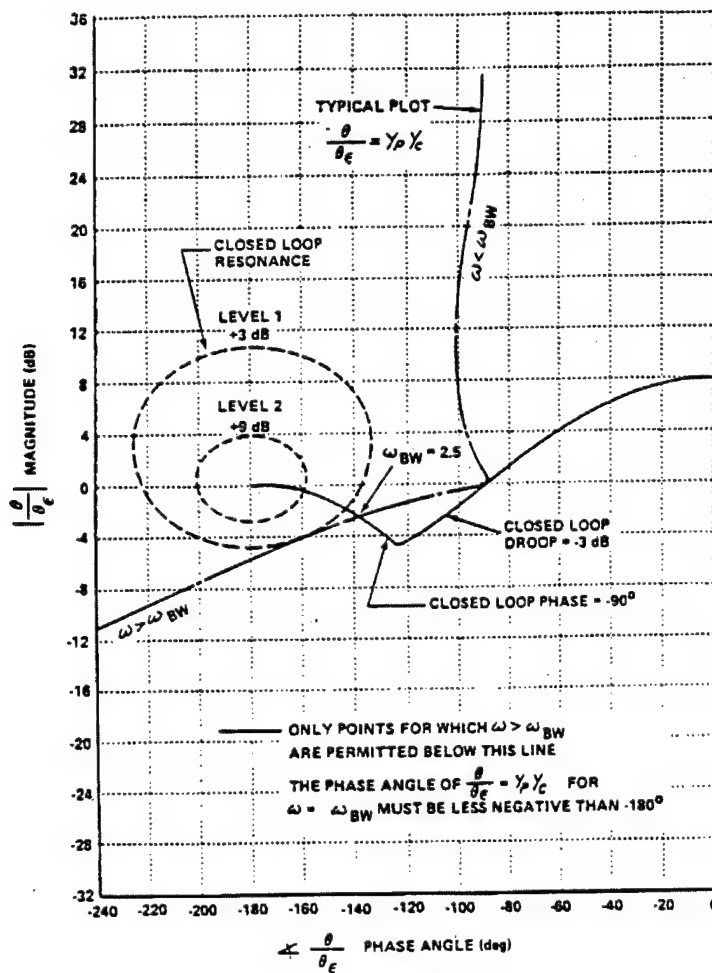 36
32
28
24
20
16
12
8
4
0
-4
-8
-12
-16
-20
-24
-28
-32
|θ/θε| MAGNITUDE (dB)
TYPICAL PLOT
θ/θε = YpYc
ω < ωBW
CLOSED LOOP
RESONANCE
LEVEL 1
+3 dB
LEVEL 2
+9 dB
ωBW = 2.5
CLOSED LOOP
DROOP = -3 dB
CLOSED LOOP PHASE = -90°
ω > ωBW
ONLY POINTS FOR WHICH ω > ωBW
ARE PERMITTED BELOW THIS LINE
THE PHASE ANGLE OF θ/θε = YpYc FOR
ω = ωBW MUST BE LESS NEGATIVE THAN -180°
-240 -220 -200 -180 -160 -140 -120 -100 -80 -60 -40 -20 0
∡ θ/θε PHASE ANGLE (deg)